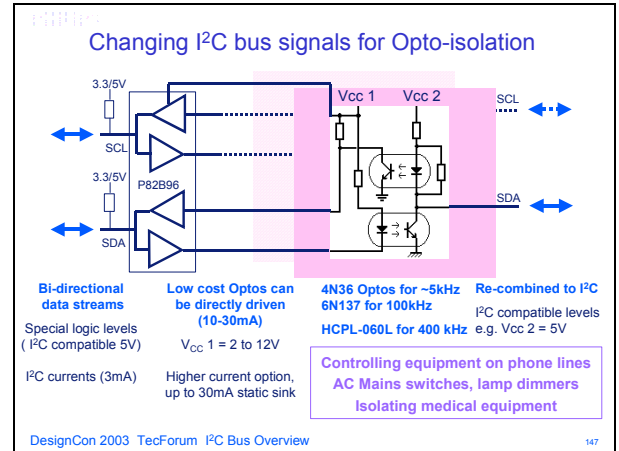 PHILIPS
Changing I²C bus signals for Opto-isolation
3.3/5V
SCL
3.3/5V
SDA
P82B96
Vcc 1
Vcc 2
SCL
SDA
Bi-directional
data streams
Special logic levels
( I²C compatible 5V)
I²C currents (3mA)
Low cost Optos can
be directly driven
(10-30mA)
VCC 1 = 2 to 12V
Higher current option,
up to 30mA static sink
4N36 Optos for ~5kHz
6N137 for 100kHz
HCPL-060L for 400 kHz
Re-combined to I²C
I²C compatible levels
e.g. Vcc 2 = 5V
Controlling equipment on phone lines
AC Mains switches, lamp dimmers
Isolating medical equipment
DesignCon 2003 TecForum I²C Bus Overview
147